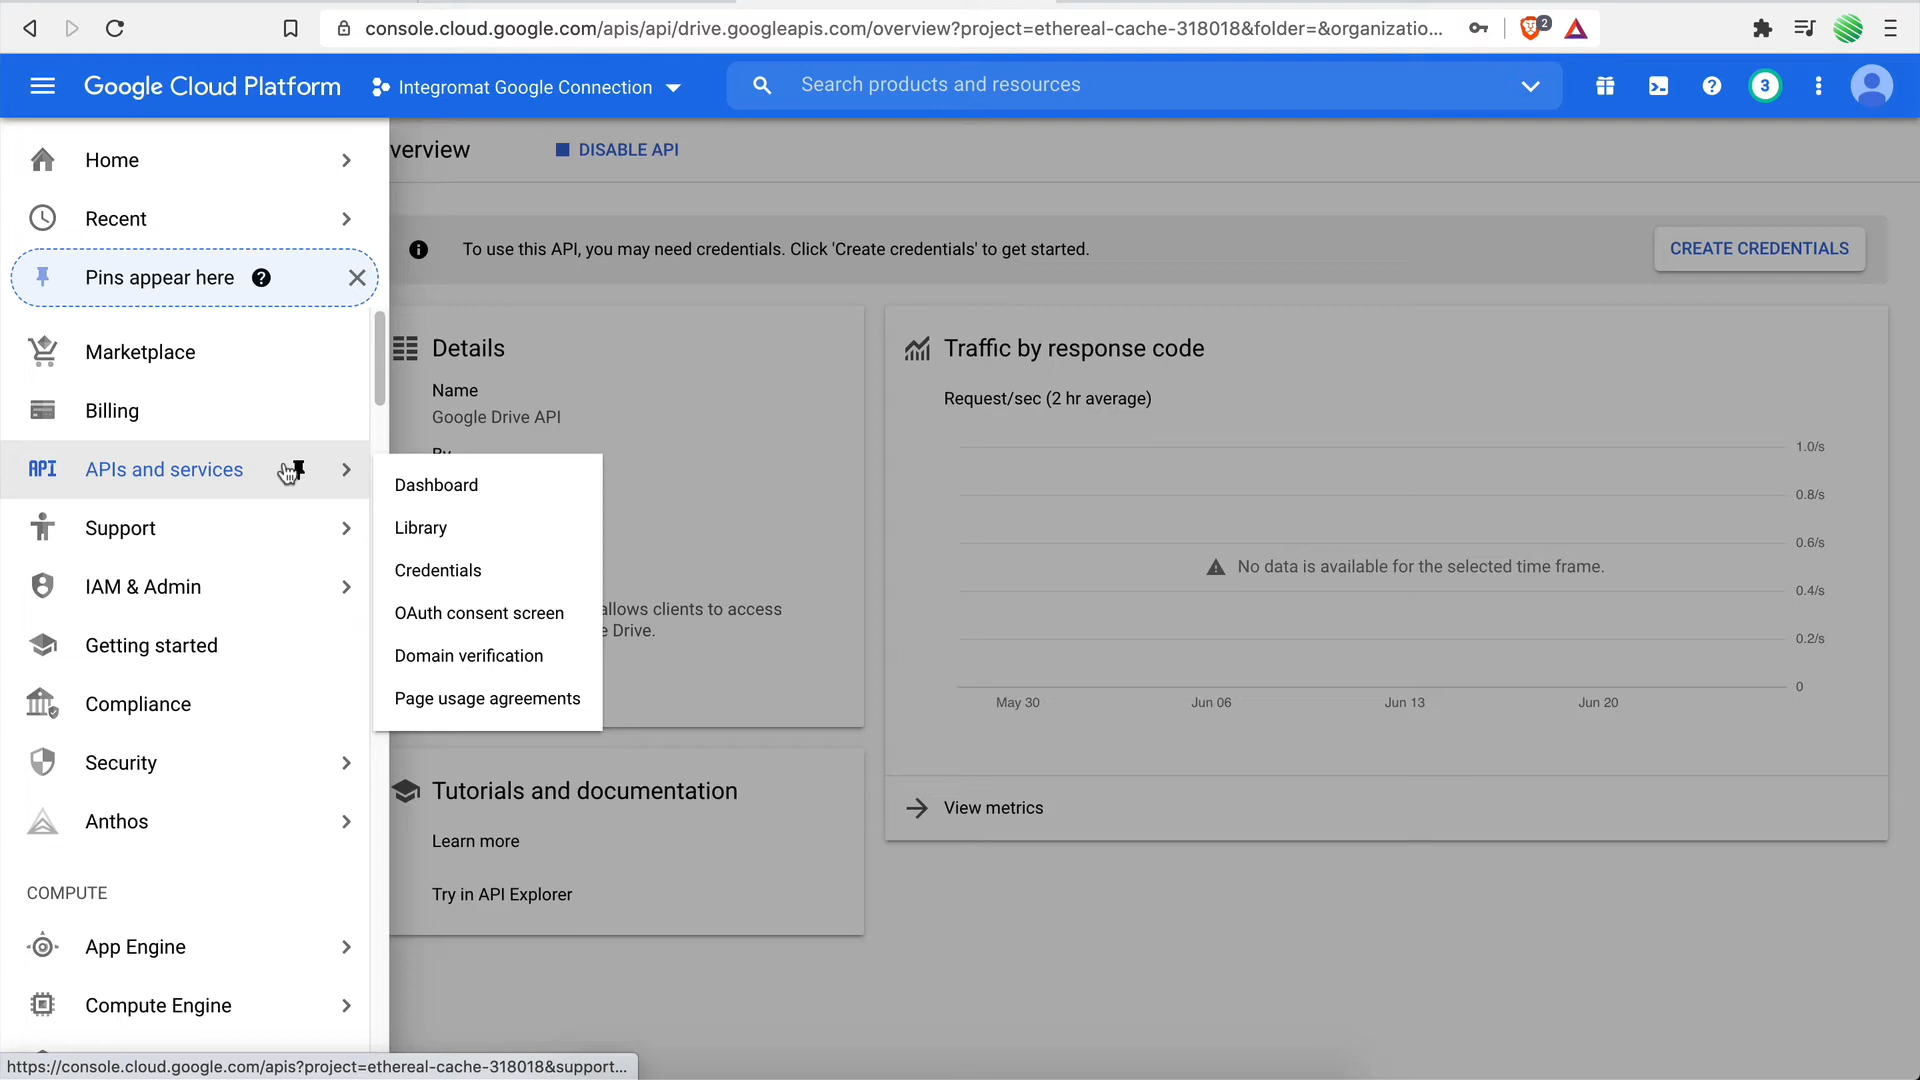 console.cloud.google.com/apis/api/drive.googleapis.com/overview?project=ethereal-cache-318018&folder=&organizatio...
2
Google Cloud Platform
Integromat Google Connection
Search products and resources
3
Home
Recent
Pins appear here
Marketplace
Billing
API APIs and services
Support
IAM & Admin
Getting started
Compliance
Security
Anthos
COMPUTE
App Engine
Compute Engine
Dashboard
Library
Credentials
OAuth consent screen
Domain verification
Page usage agreements
verview
DISABLE API
To use this API, you may need credentials. Click 'Create credentials' to get started.
CREATE CREDENTIALS
Details
Name
Google Drive API
allows clients to access
e Drive.
Tutorials and documentation
Learn more
Try in API Explorer
Traffic by response code
Request/sec (2 hr average)
1.0/s
0.8/s
0.6/s
No data is available for the selected time frame.
0.4/s
0.2/s
0
May 30
Jun 06
Jun 13
Jun 20
View metrics
https://console.cloud.google.com/apis?project=ethereal-cache-318018&support...